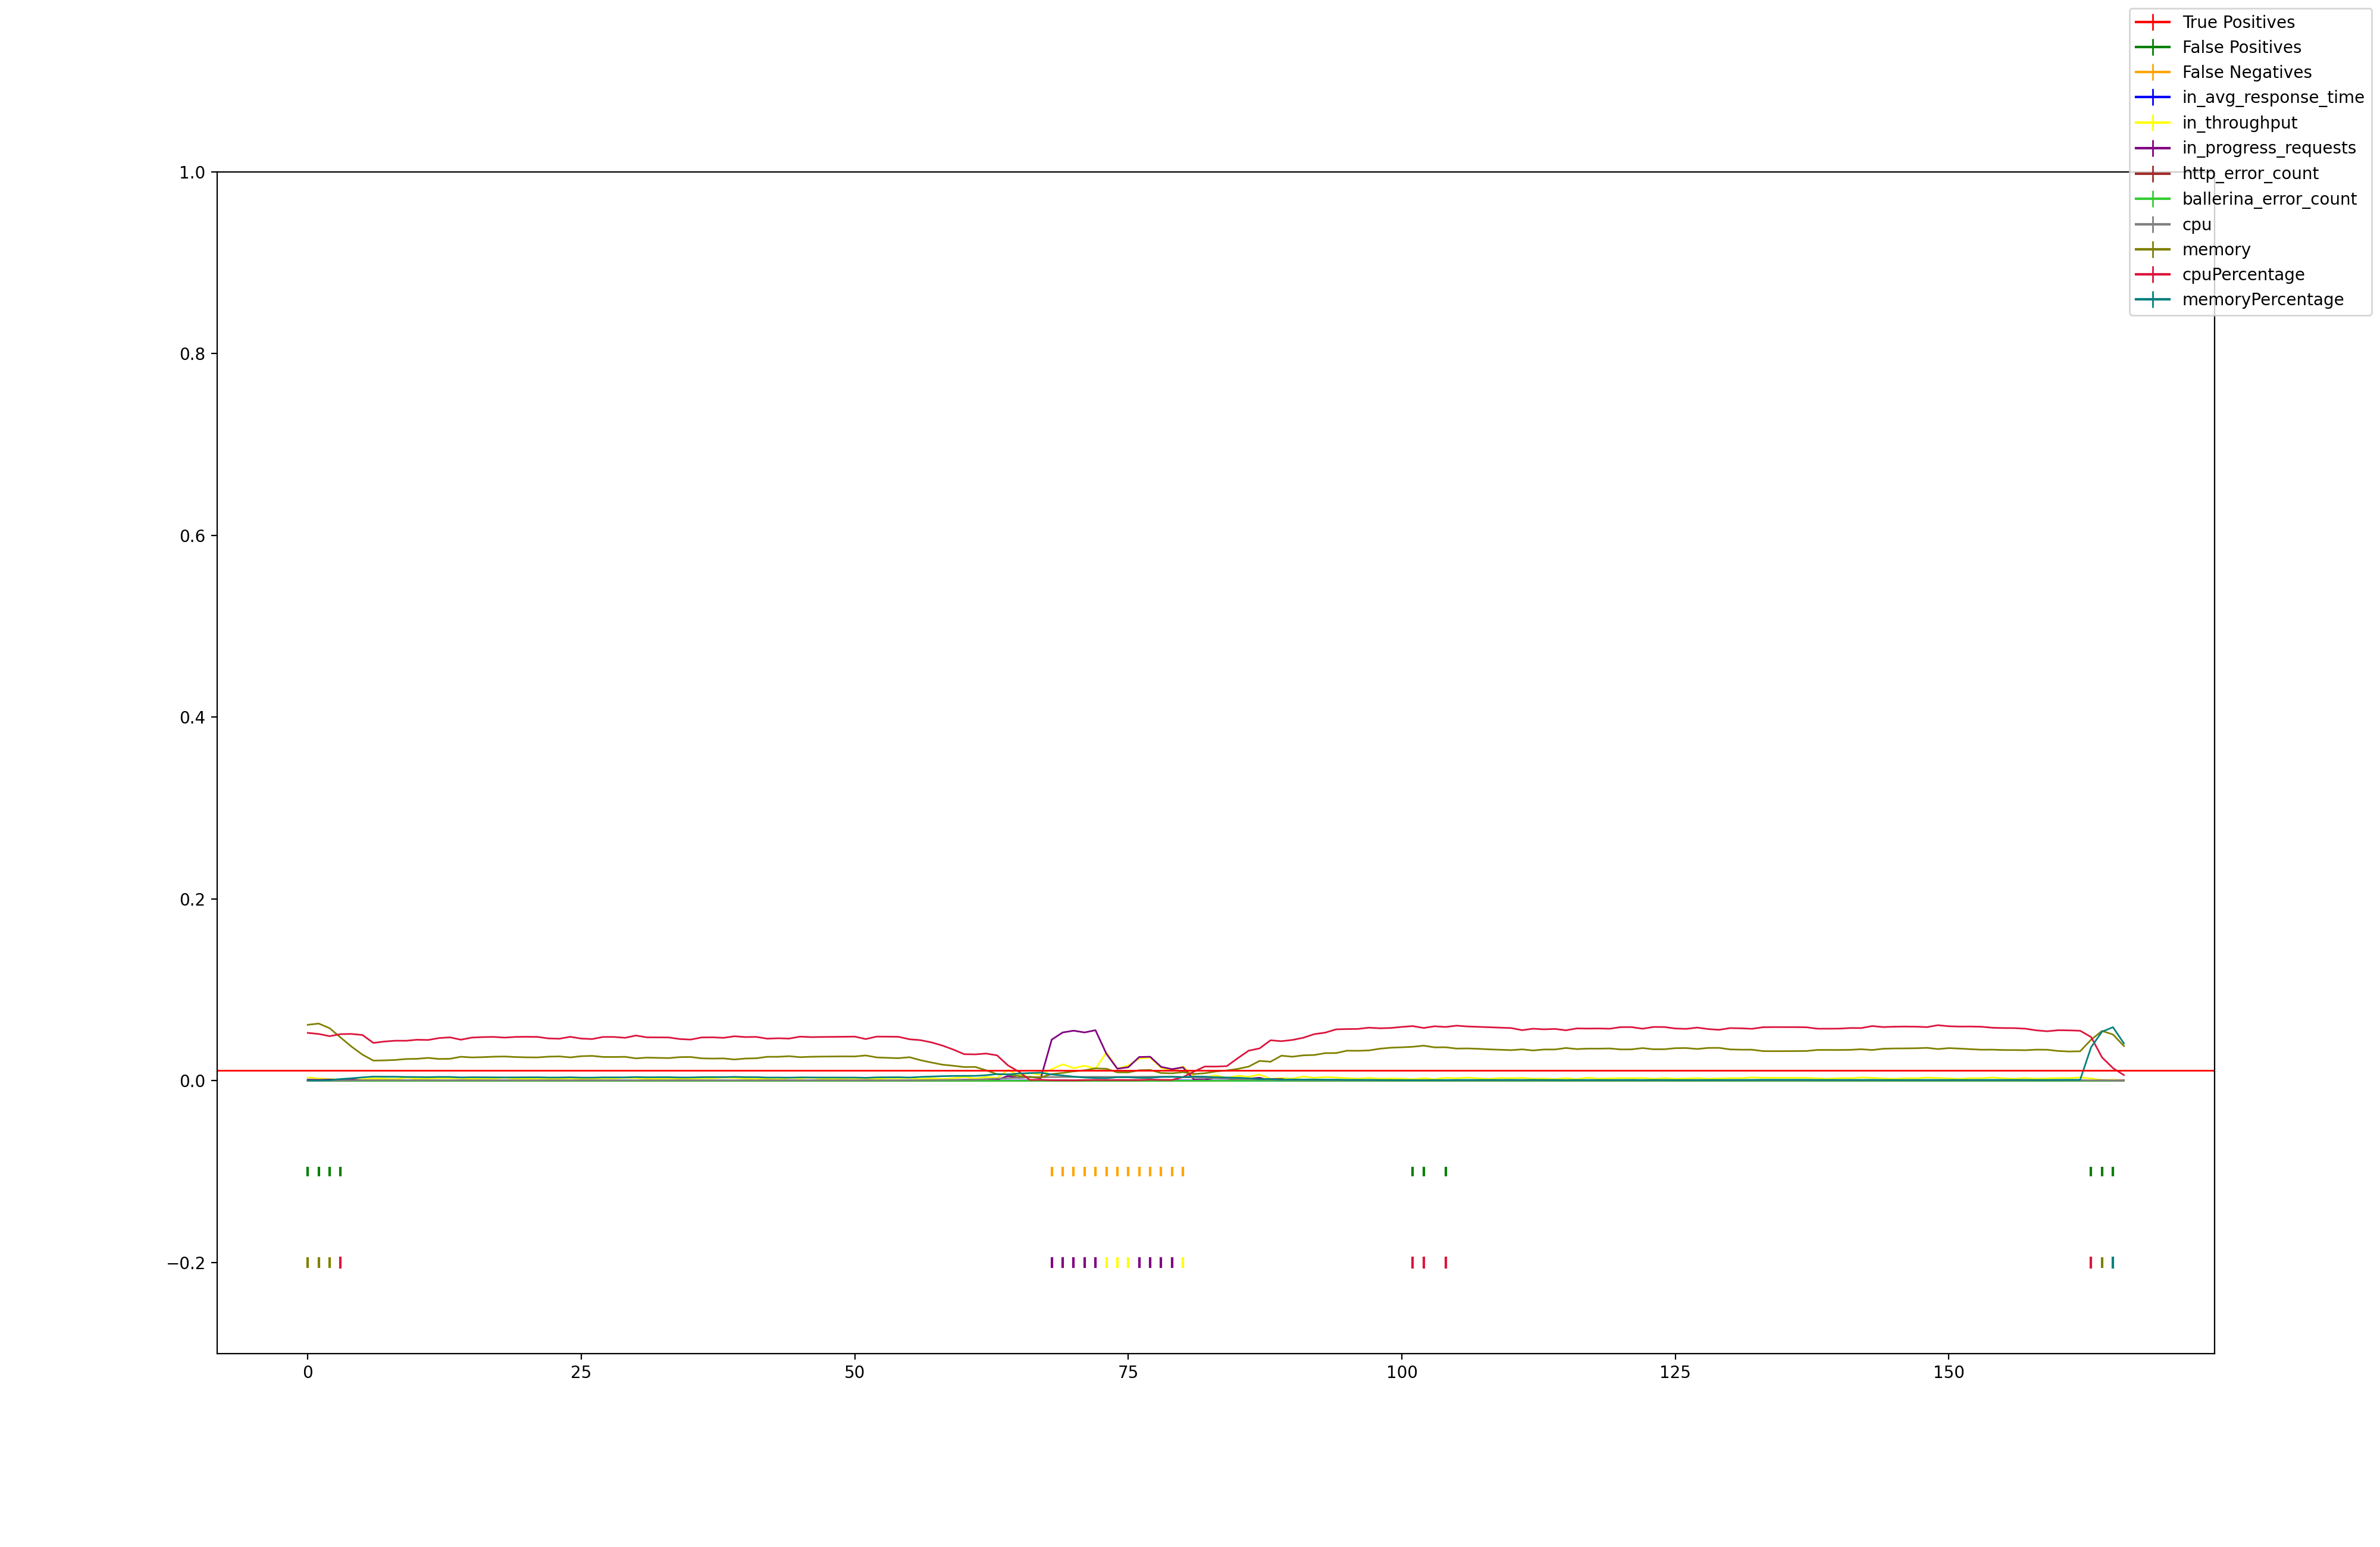 True Positives
False Positives
False Negatives
in_avg_response_time
in_throughput
in_progress_requests
http_error_count
ballerina_error_count
cpu
memory
cpuPercentage
memoryPercentage
1.0
0.8
0.6
0.4
0.2
0.0
−0.2
0 25 50 75 100 125 150